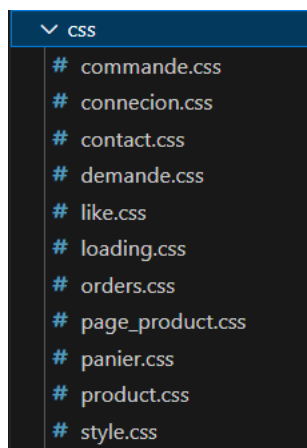 css
# commande.css
# connecion.css
# contact.css
# demande.css
# like.css
# loading.css
# orders.css
# page_product.css
# panier.css
# product.css
# style.css